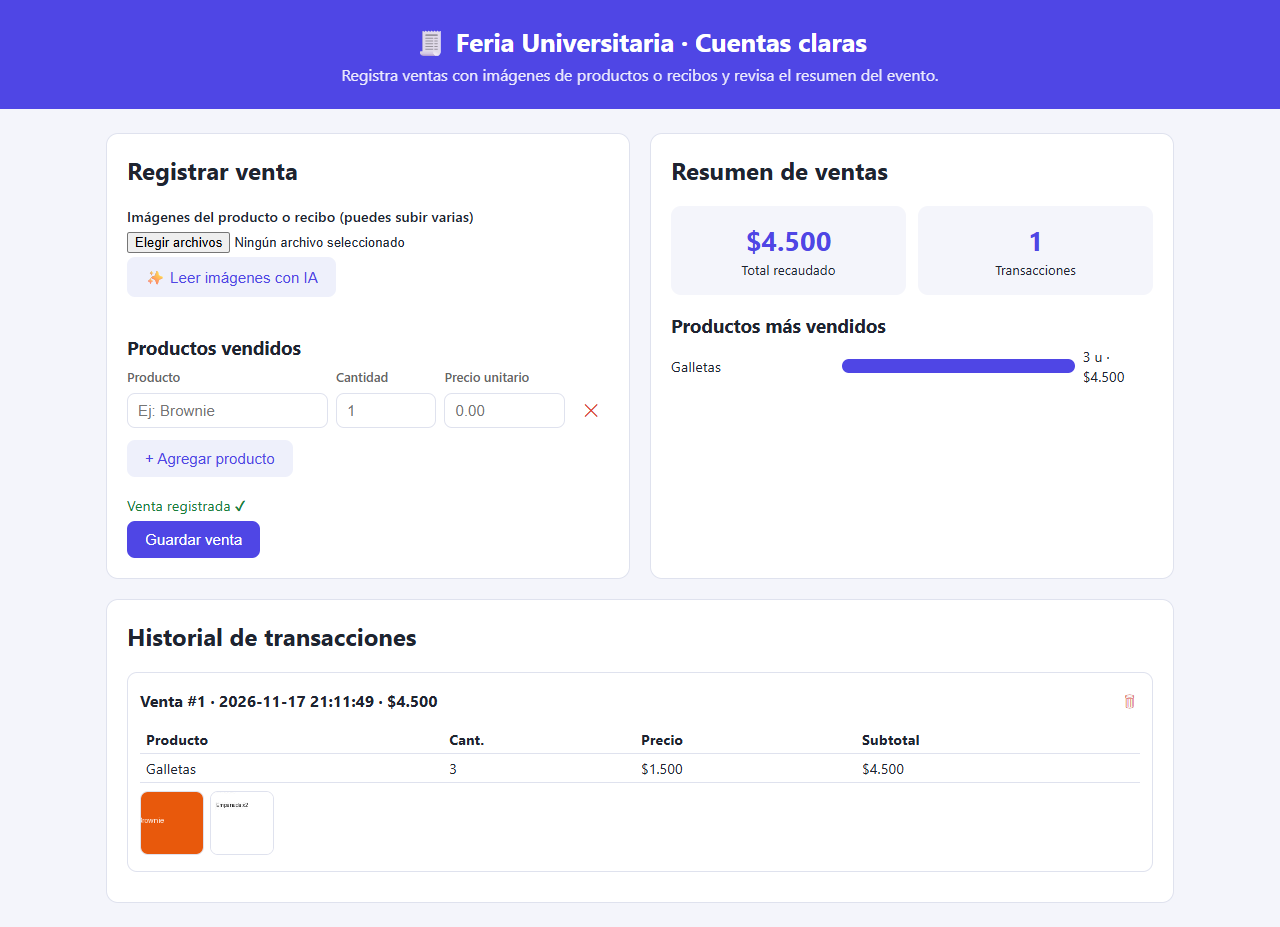 Feria Universitaria · Cuentas claras
Registra ventas con imágenes de productos o recibos y revisa el resumen del evento.
Registrar venta
Imágenes del producto o recibo (puedes subir varias)
Elegir archivos Ningún archivo seleccionado
Leer imágenes con IA
Productos vendidos
Producto Cantidad Precio unitario
Ej: Brownie 1 0.00
+ Agregar producto
Venta registrada ✓
Guardar venta
Resumen de ventas
$4.500
Total recaudado
1
Transacciones
Productos más vendidos
Galletas
3 u ·
$4.500
Historial de transacciones
Venta #1 · 2026-11-17 21:11:49 · $4.500
Producto Cant. Precio Subtotal
Galletas 3 $1.500 $4.500
rownie